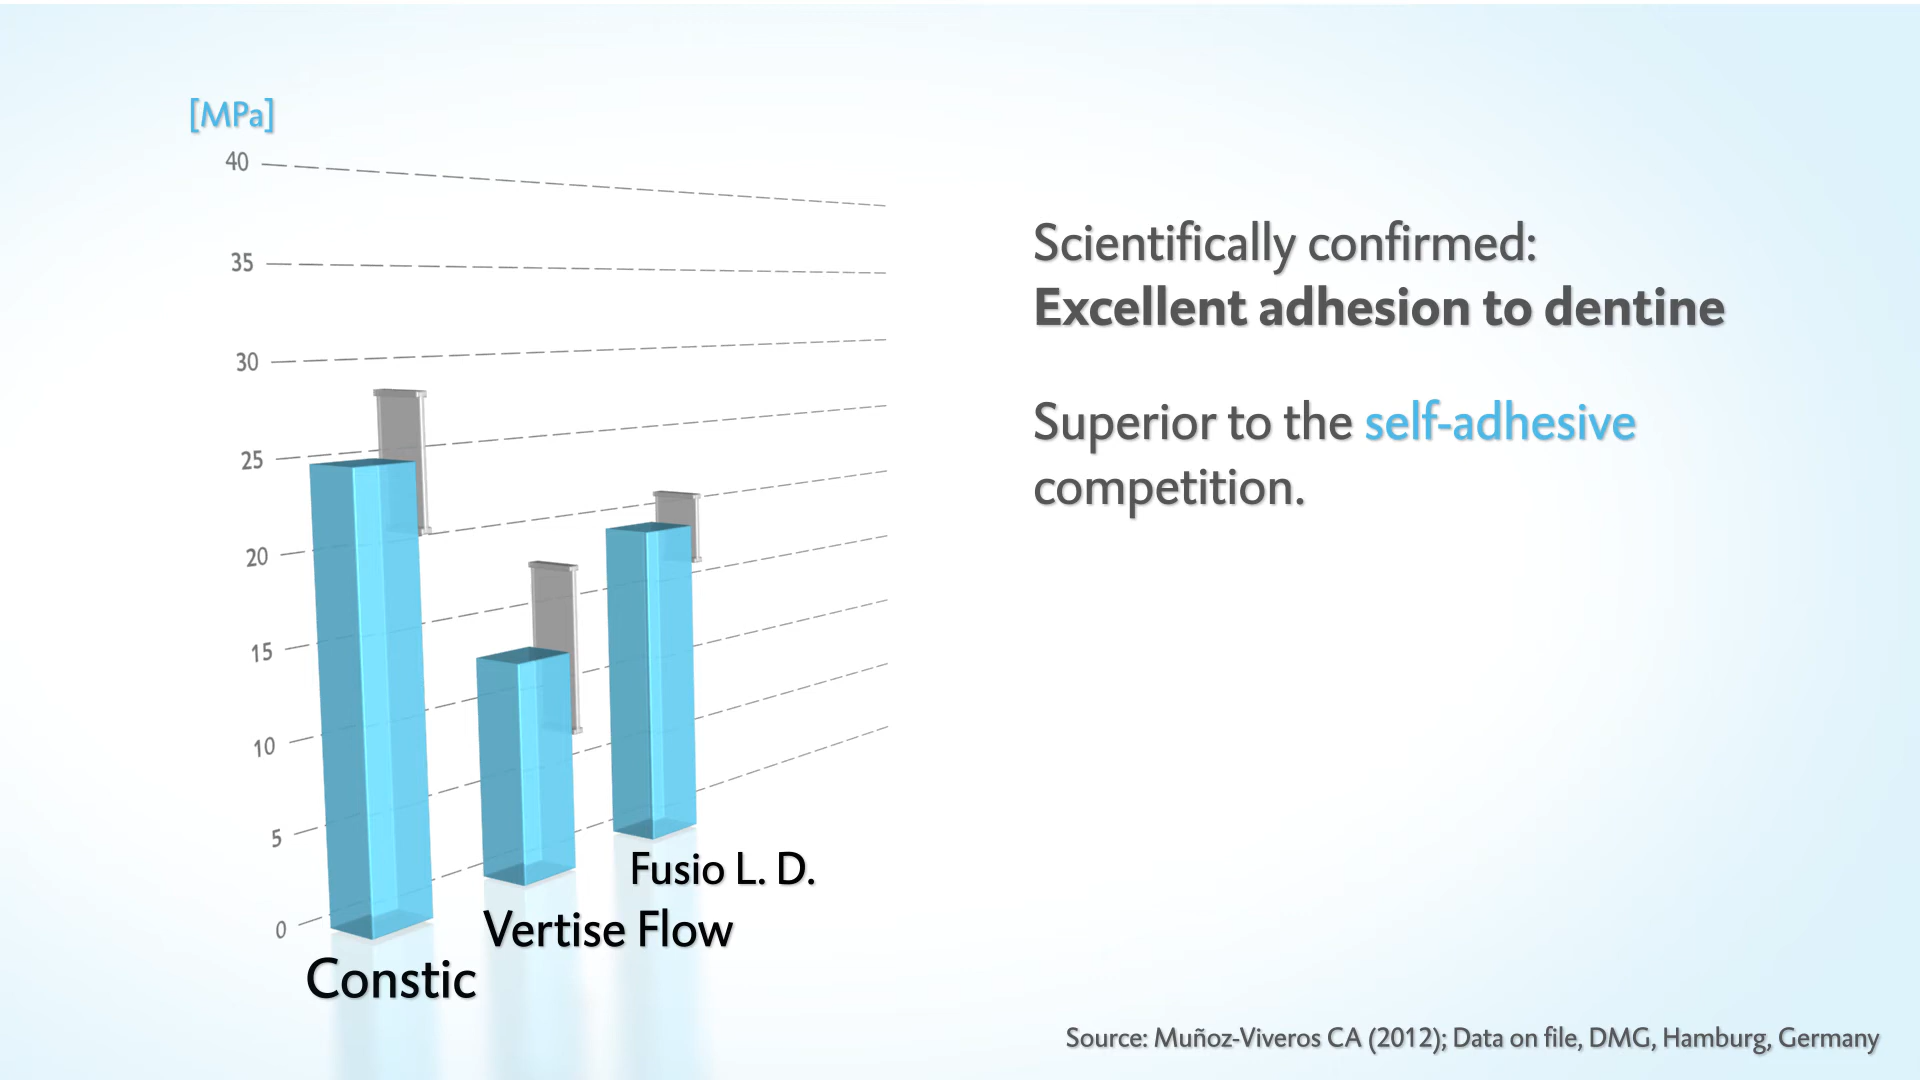 [MPa]
40
35
30
25
20
15
10
5
0
Constic
Vertise Flow
Fusio L. D.
Scientifically confirmed:
Excellent adhesion to dentine
Superior to the self-adhesive
competition.
Source: Muñoz-Viveros CA (2012); Data on file, DMG, Hamburg, Germany